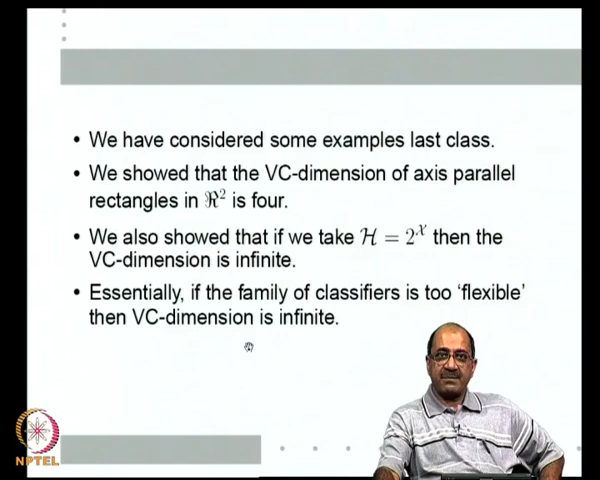 • We have considered some examples last class.
• We showed that the VC-dimension of axis parallel
rectangles in ℜ² is four.
• We also showed that if we take ℋ = 2^𝒳 then the
VC-dimension is infinite.
• Essentially, if the family of classifiers is too ‘flexible’
then VC-dimension is infinite.
NPTEL